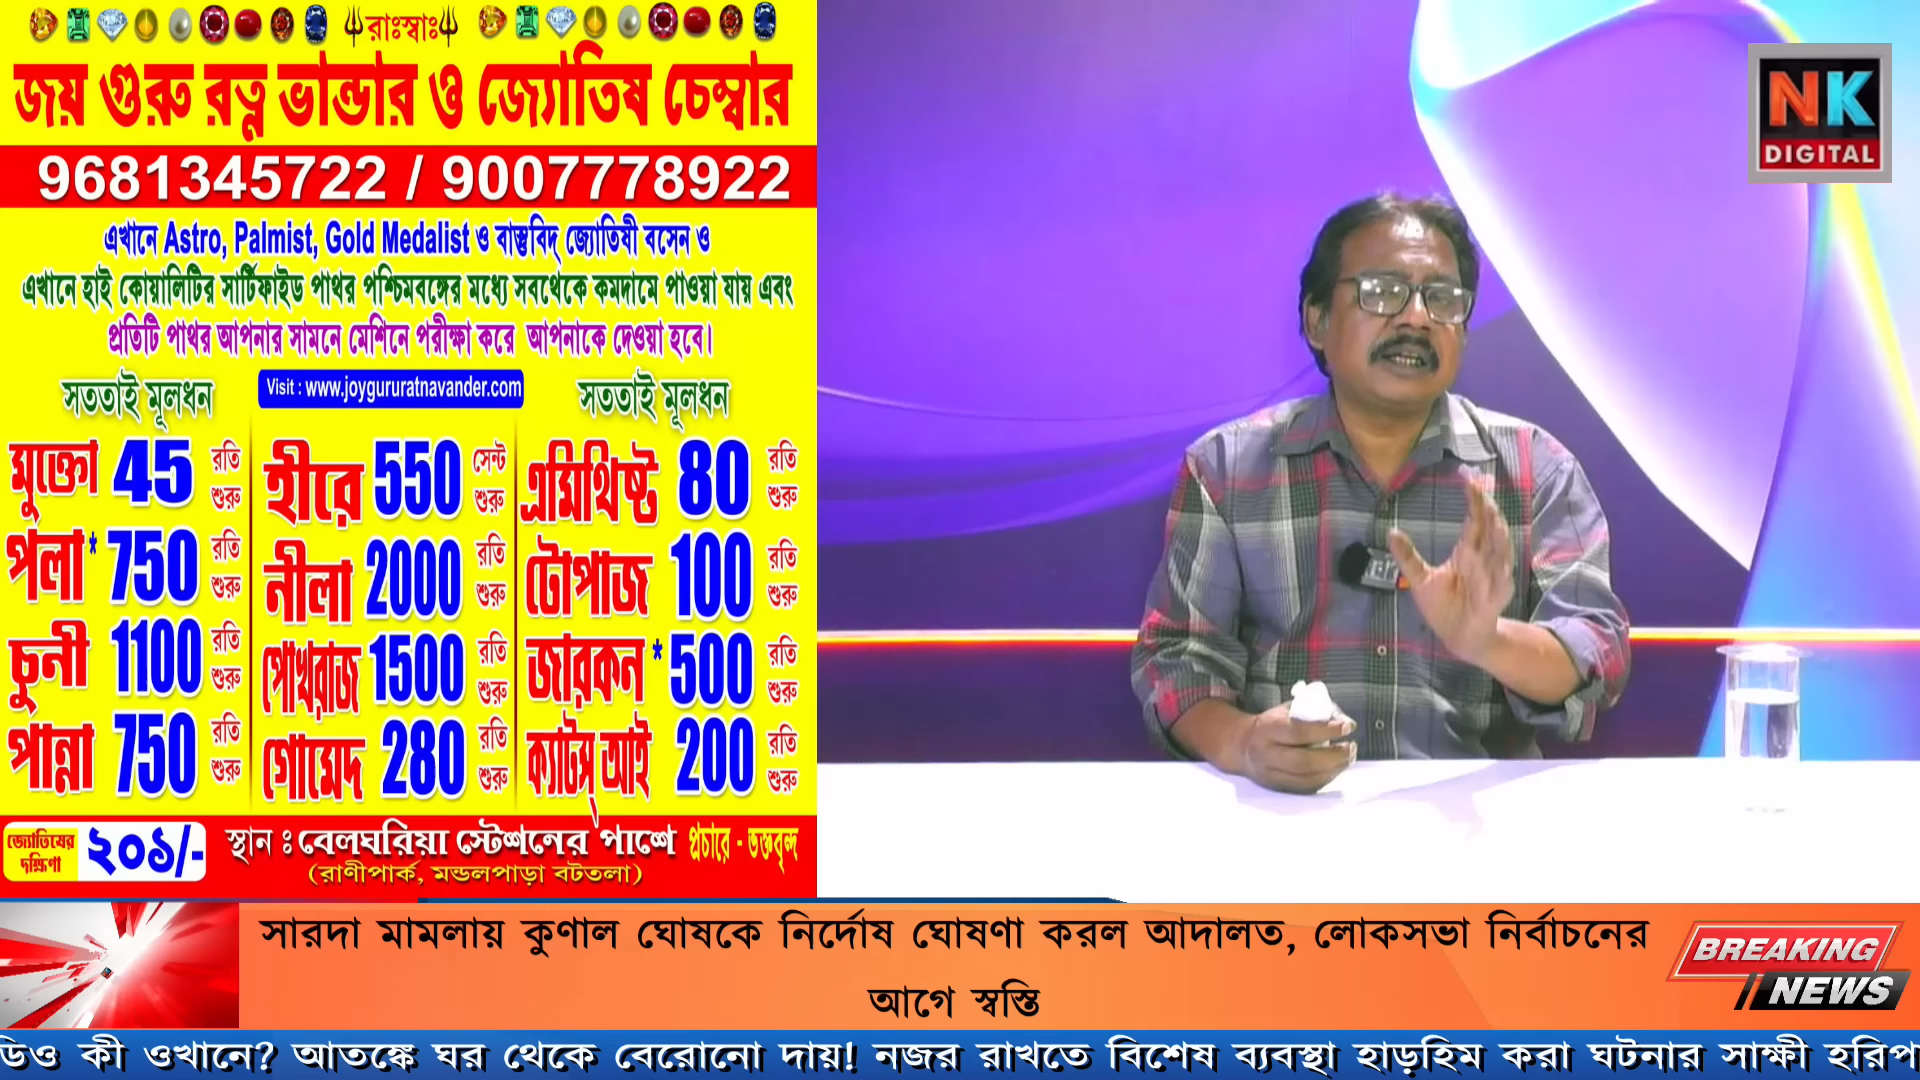 রাঃস্বাঃ
জয় গুরু রত্ন ভান্ডার ও জ্যোতিষ চেম্বার
9681345722 / 9007778922
এখানে Astro, Palmist, Gold Medalist ও বাস্তুবিদ্ জ্যোতিষী বসেন ও
এখানে হাই কোয়ালিটির সার্টিফাইড পাথর পশ্চিমবঙ্গের মধ্যে সবথেকে কমদামে পাওয়া যায় এবং
প্রতিটি পাথর আপনার সামনে মেশিনে পরীক্ষা করে আপনাকে দেওয়া হবে।
সততাই মূলধন
Visit : www.joygururatnavander.com
সততাই মূলধন
মুক্তো 45 রতি শুরু
পলা* 750 রতি শুরু
চুনী 1100 রতি শুরু
পান্না 750 রতি শুরু
হীরে 550 সেন্ট শুরু
নীলা 2000 রতি শুরু
পোখরাজ 1500 রতি শুরু
গোমেদ 280 রতি শুরু
এমিথিষ্ট 80 রতি শুরু
টোপাজ 100 রতি শুরু
জারকন* 500 রতি শুরু
ক্যাটস্ আই 200 রতি শুরু
জ্যোতিষের দক্ষিণা ২০১/-
স্থান : বেলঘরিয়া স্টেশনের পাশে
(রাণীপার্ক, মন্ডলপাড়া বটতলা)
প্রচারে - ভক্তবৃন্দ
NK
DIGITAL
সারদা মামলায় কুণাল ঘোষকে নির্দোষ ঘোষণা করল আদালত, লোকসভা নির্বাচনের
আগে স্বস্তি
BREAKING
NEWS
ডিও কী ওখানে? আতঙ্কে ঘর থেকে বেরোনো দায়! নজর রাখতে বিশেষ ব্যবস্থা হাড়হিম করা ঘটনার সাক্ষী হরিপ